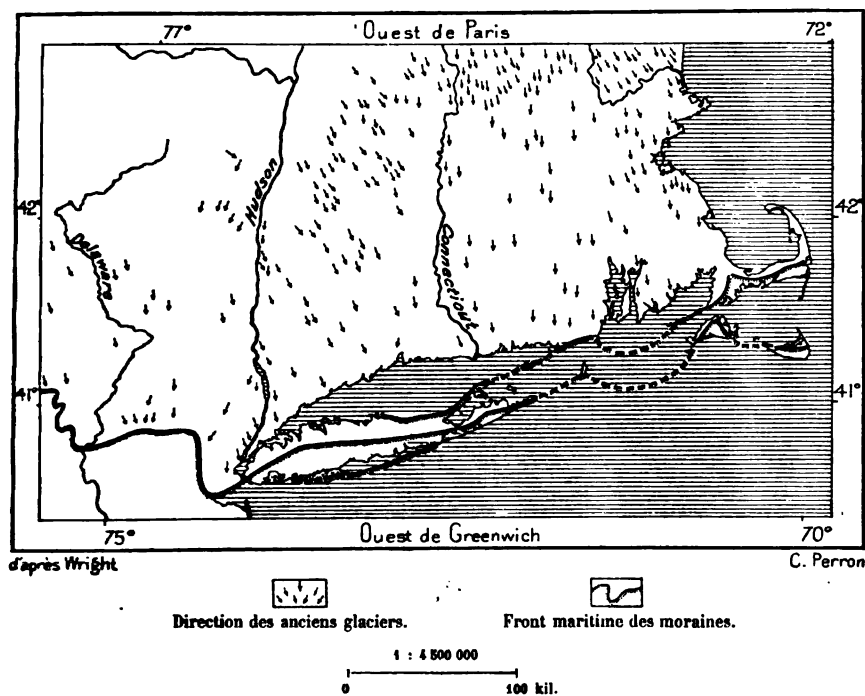 77° Ouest de Paris 72°
Hudson
42° 42°
Delaware
Connecticut
41° 41°
75° Ouest de Greenwich 70°
d'après Wright C. Perron
Direction des anciens glaciers. Front maritime des moraines.
1 : 4 500 000
0 100 kil.